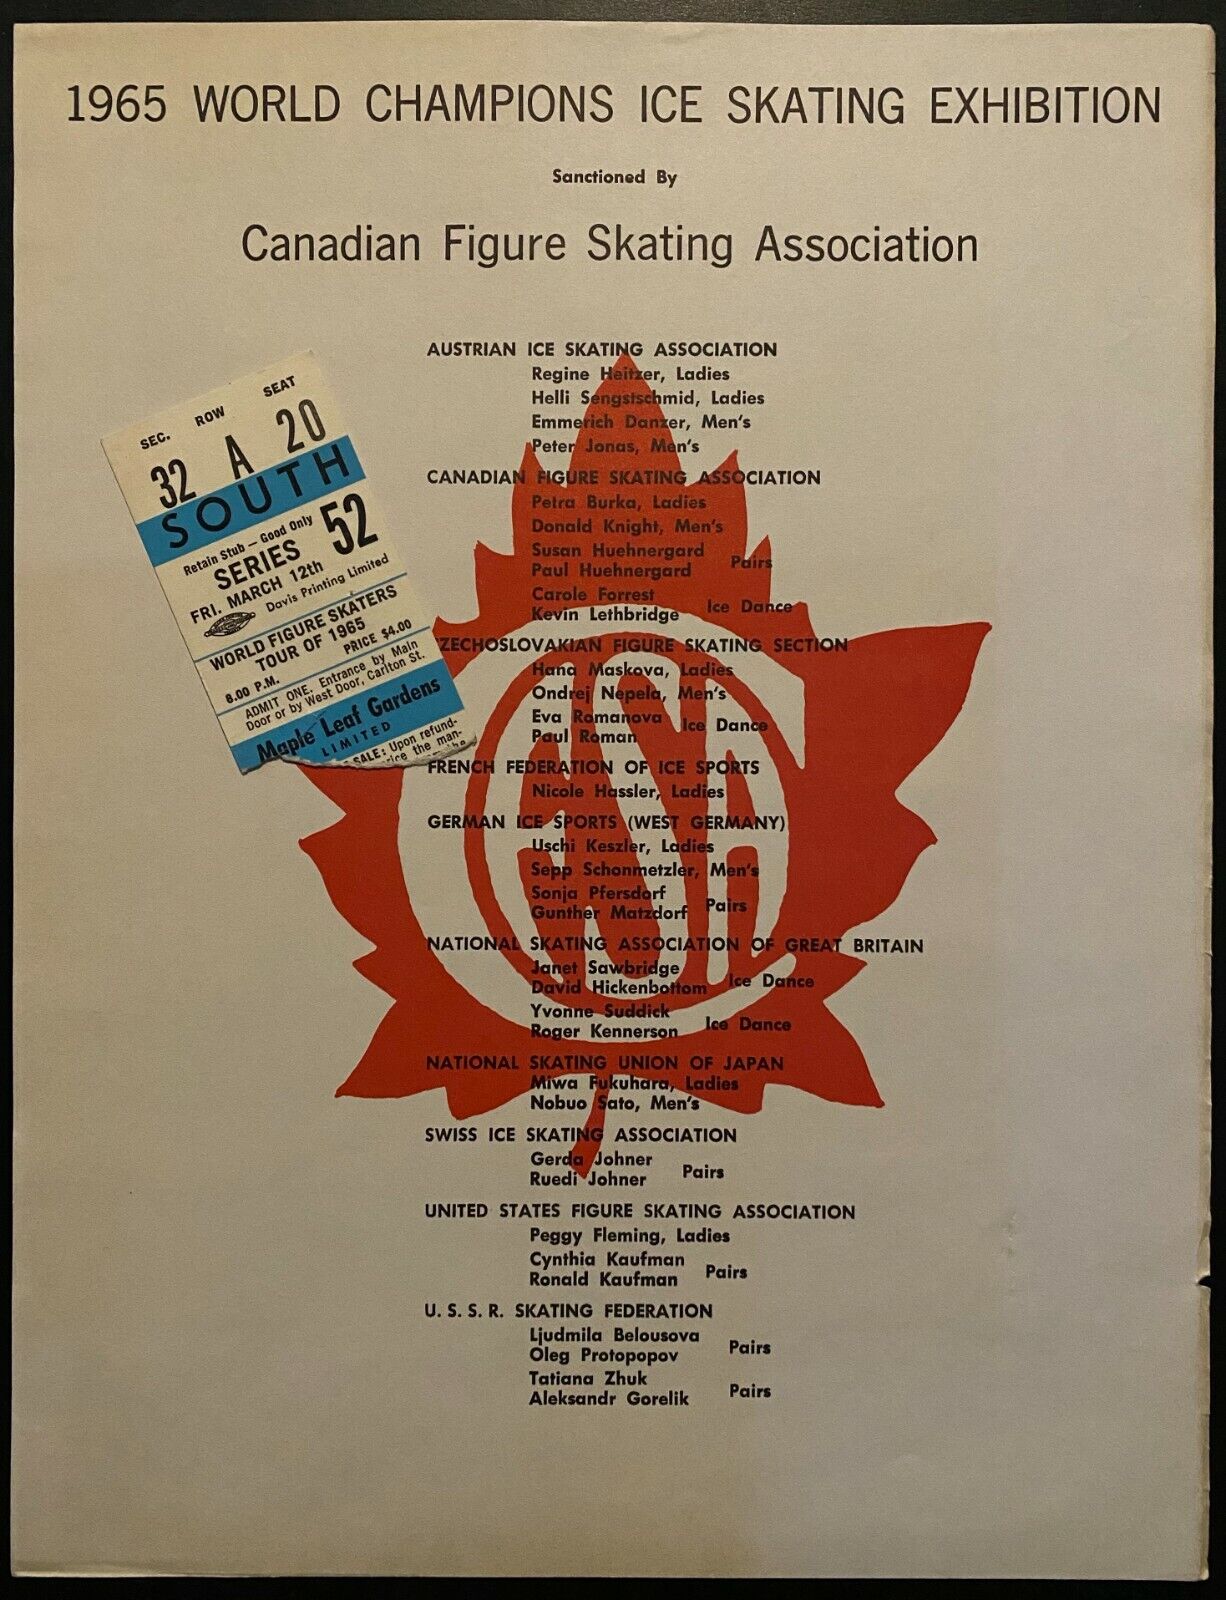 1965 WORLD CHAMPIONS ICE SKATING EXHIBITION
Sanctioned By
Canadian Figure Skating Association
SEC. ROW SEAT
32 A 20
SOUTH
Retain Stub — Good Only
SERIES 52
FRI. MARCH 12th
Davis Printing Limited
WORLD FIGURE SKATERS
TOUR OF 1965
8.00 P.M. PRICE $4.00
ADMIT ONE. Entrance by Main
Door or by West Door, Carlton St.
Maple Leaf Gardens
LIMITED
SALE: Upon refund-
the man-
AUSTRIAN ICE SKATING ASSOCIATION
Regine Heitzer, Ladies
Helli Sengstschmid, Ladies
Emmerich Danzer, Men's
Peter Jonas, Men's
CANADIAN FIGURE SKATING ASSOCIATION
Petra Burka, Ladies
Donald Knight, Men's
Susan Huehnergard
Paul Huehnergard Pairs
Carole Forrest
Kevin Lethbridge Ice Dance
ZECHOSLOVAKIAN FIGURE SKATING SECTION
Hana Maskova, Ladies
Ondrej Nepela, Men's
Eva Romanova
Paul Roman Ice Dance
FRENCH FEDERATION OF ICE SPORTS
Nicole Hassler, Ladies
GERMAN ICE SPORTS (WEST GERMANY)
Uschi Keszler, Ladies
Sepp Schonmetzler, Men's
Sonja Pfersdorf
Gunther Matzdorf Pairs
NATIONAL SKATING ASSOCIATION OF GREAT BRITAIN
Janet Sawbridge
David Hickenbottom Ice Dance
Yvonne Suddick
Roger Kennerson Ice Dance
NATIONAL SKATING UNION OF JAPAN
Miwa Fukuhara, Ladies
Nobuo Sato, Men's
SWISS ICE SKATING ASSOCIATION
Gerda Johner
Ruedi Johner Pairs
UNITED STATES FIGURE SKATING ASSOCIATION
Peggy Fleming, Ladies
Cynthia Kaufman
Ronald Kaufman Pairs
U. S. S. R. SKATING FEDERATION
Ljudmila Belousova
Oleg Protopopov Pairs
Tatiana Zhuk
Aleksandr Gorelik Pairs
CFSA